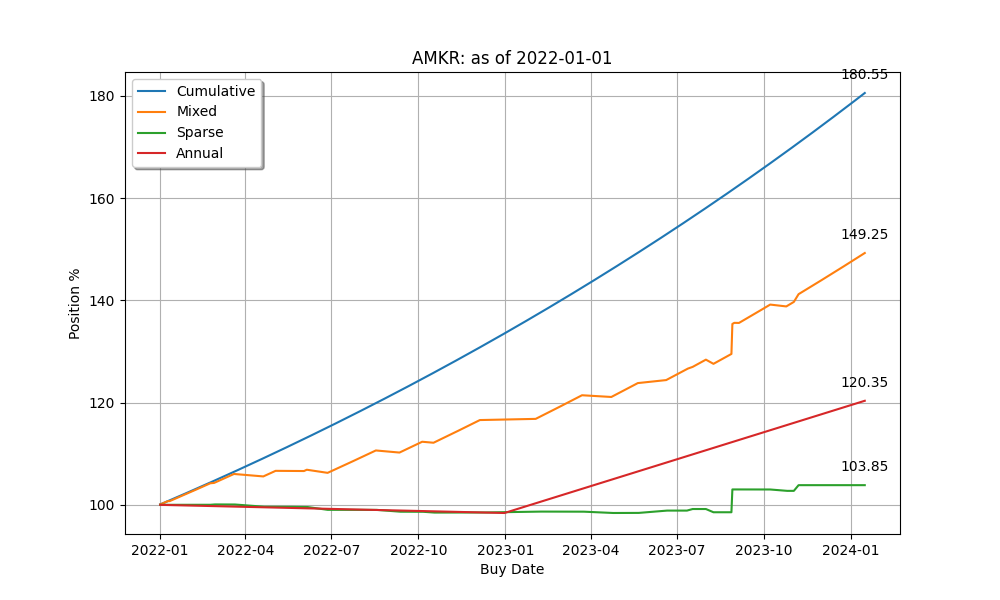 AMKR: as of 2022-01-01
180.55
Cumulative
Mixed
Sparse
Annual
149.25
120.35
103.85
180
160
140
120
100
Position %
2022-01
2022-04
2022-07
2022-10
2023-01
2023-04
2023-07
2023-10
2024-01
Buy Date